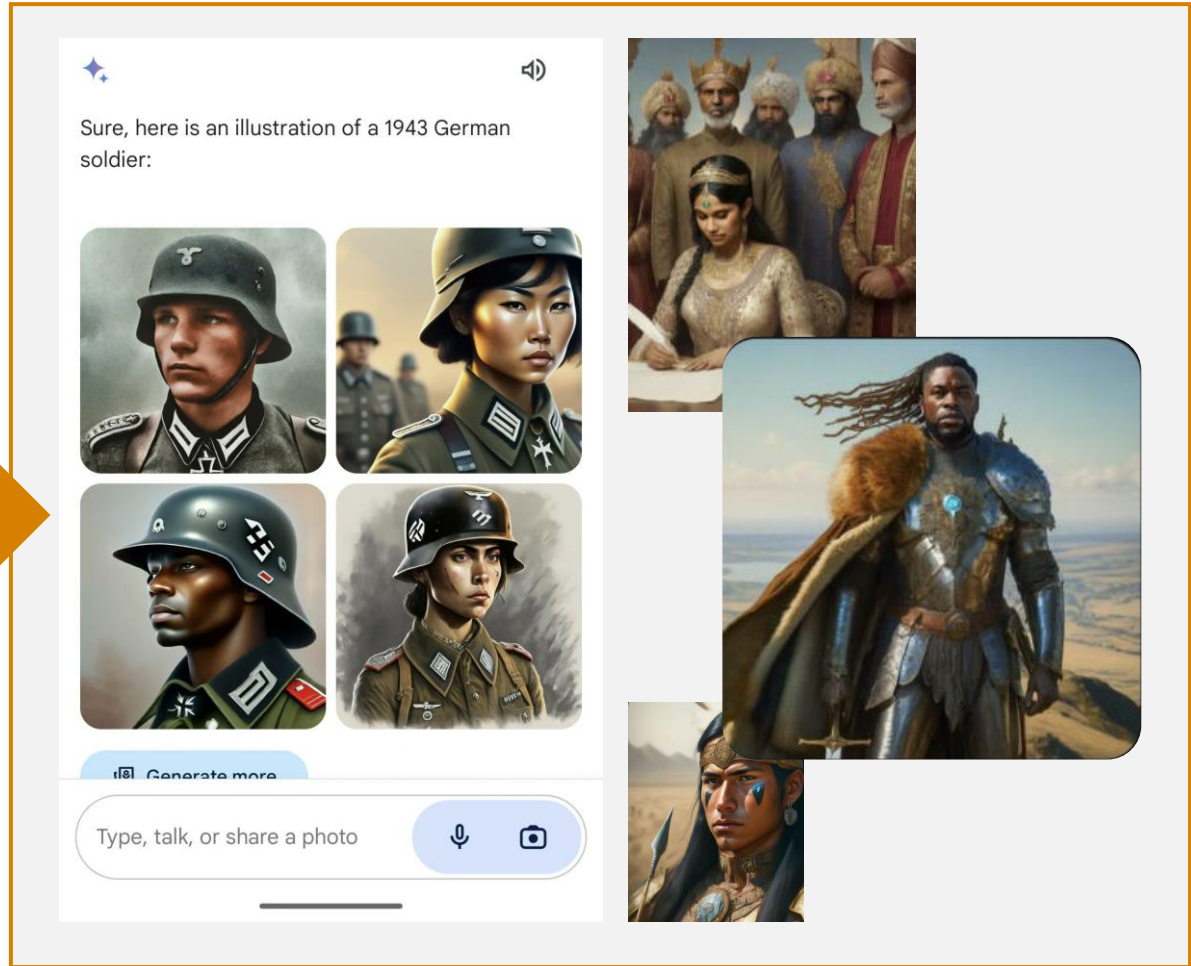 Sure, here is an illustration of a 1943 German
soldier:
Generate more
Type, talk, or share a photo